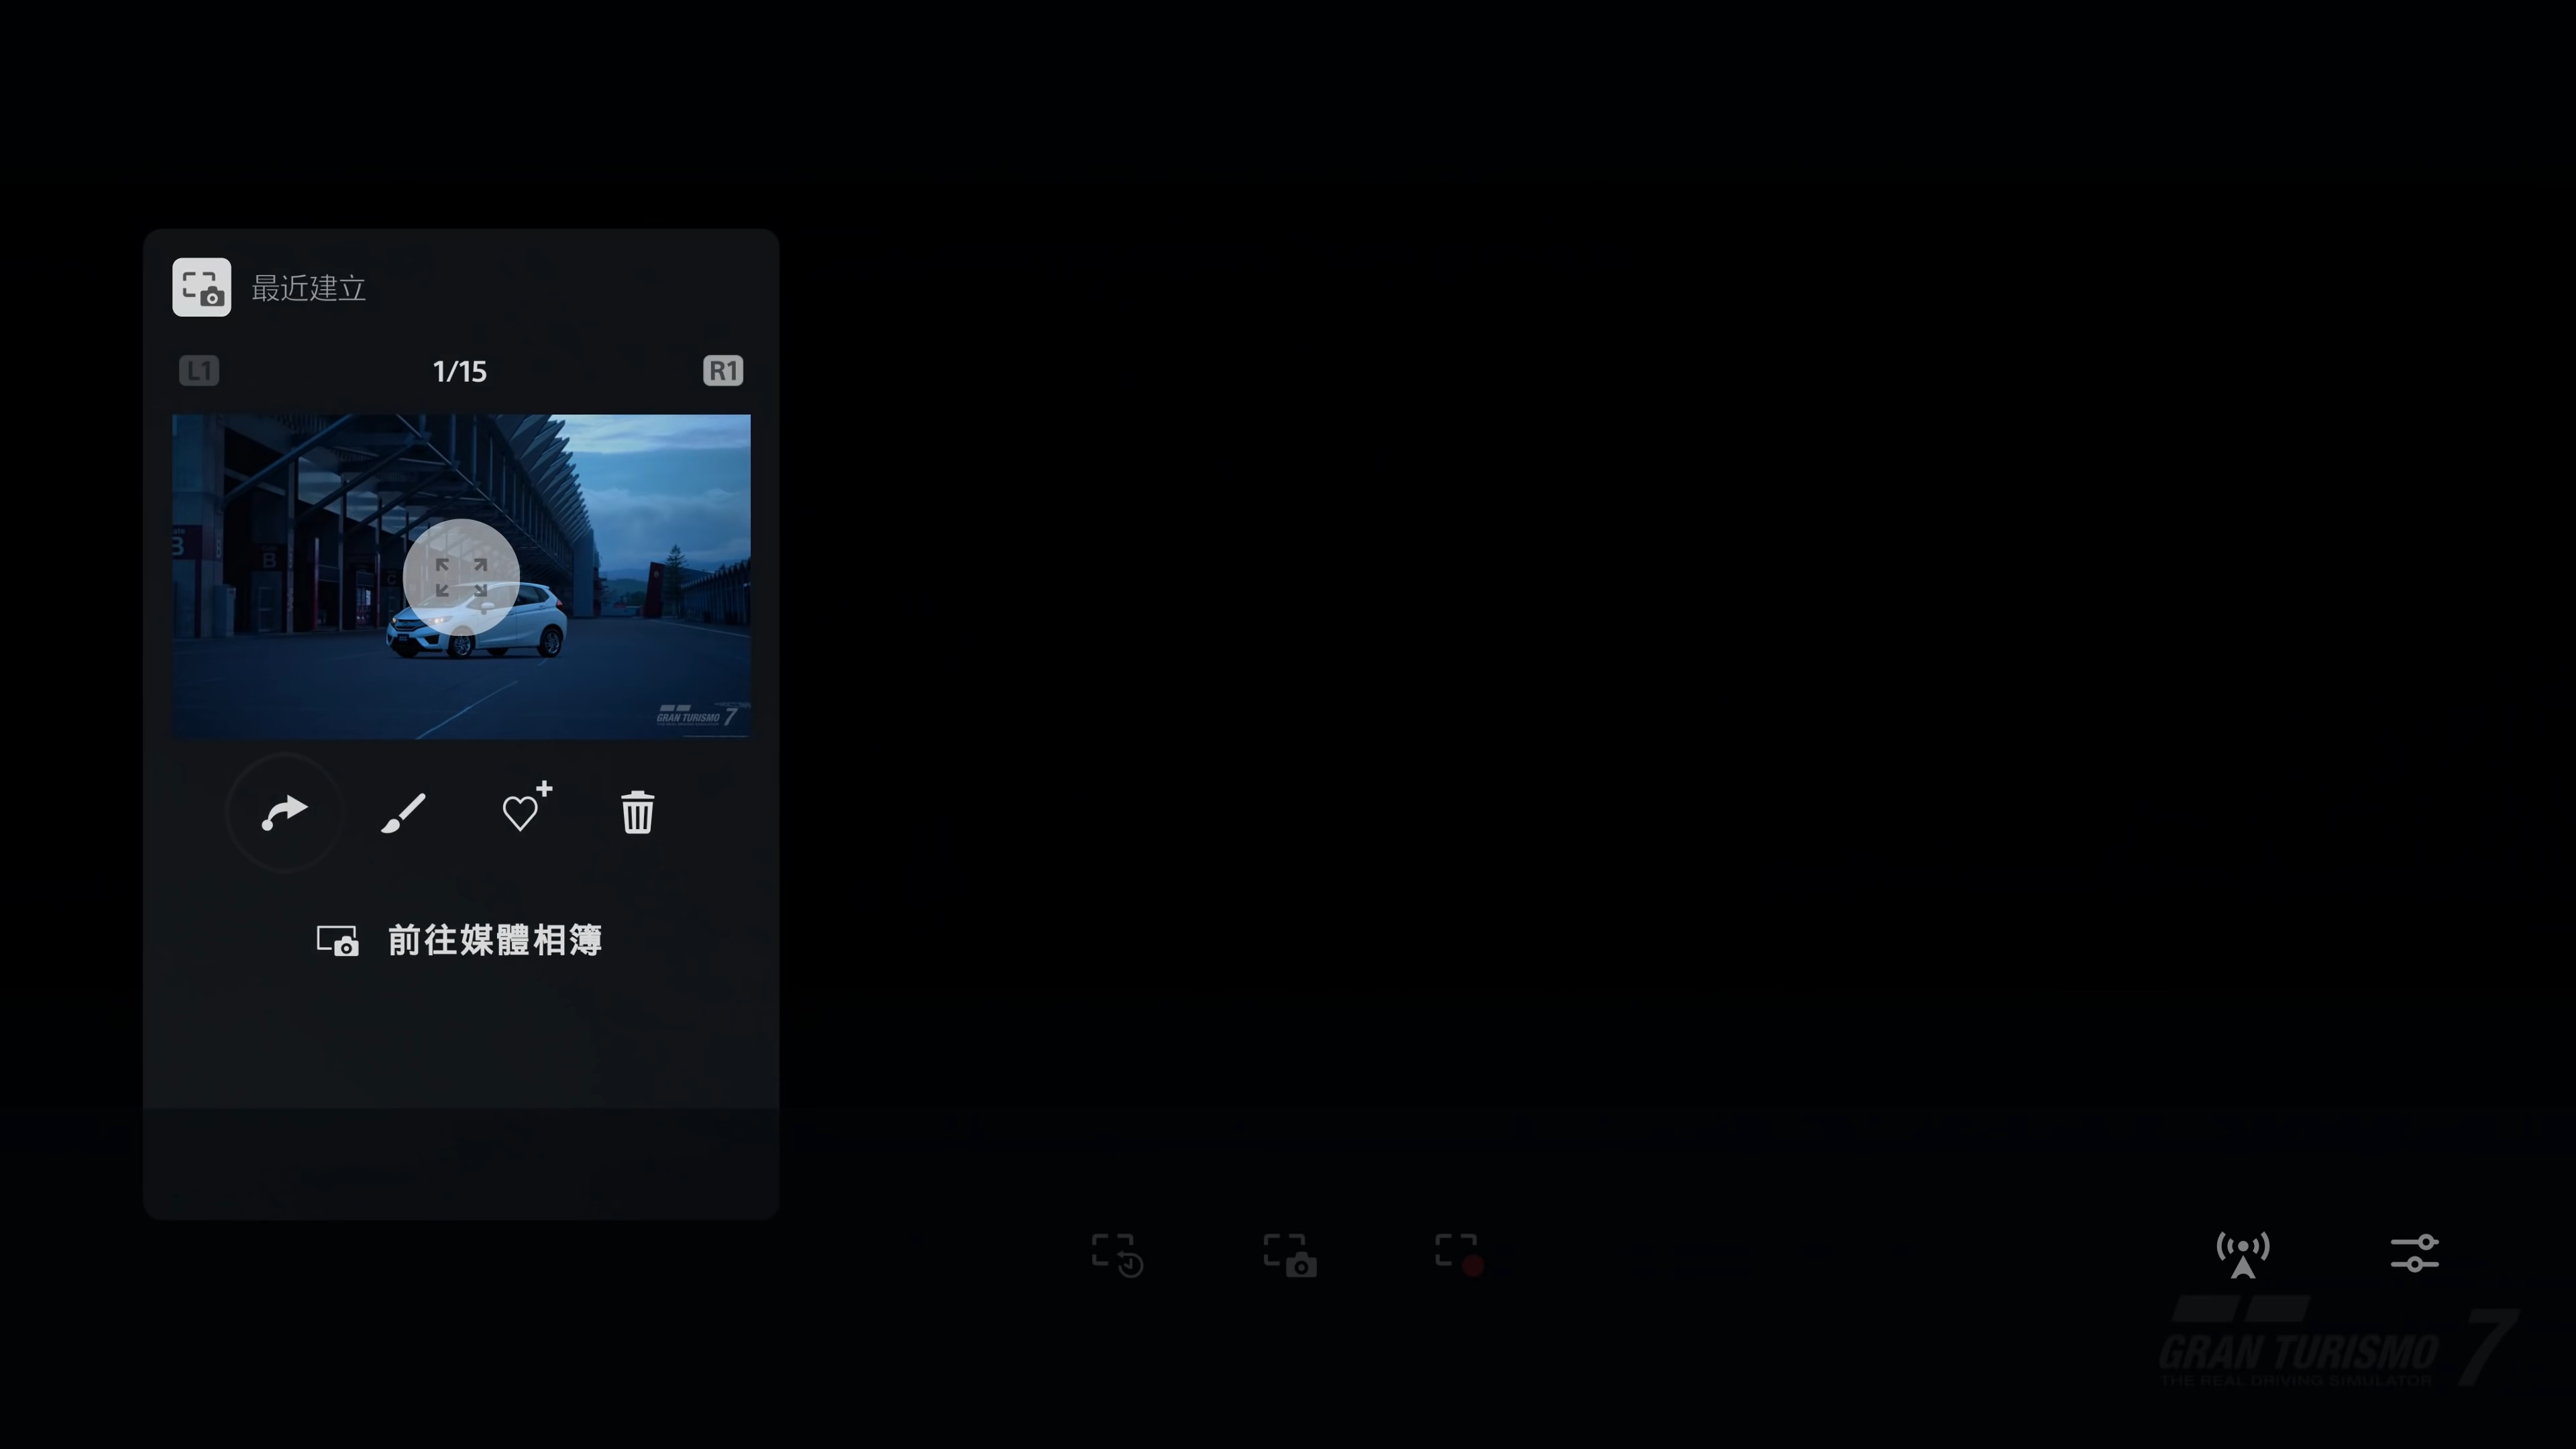 最近建立
L1
1/15
R1
B
B
C
GRAN TURISMO 7
前往媒體相簿
GRAN TURISMO 7
THE REAL DRIVING SIMULATOR